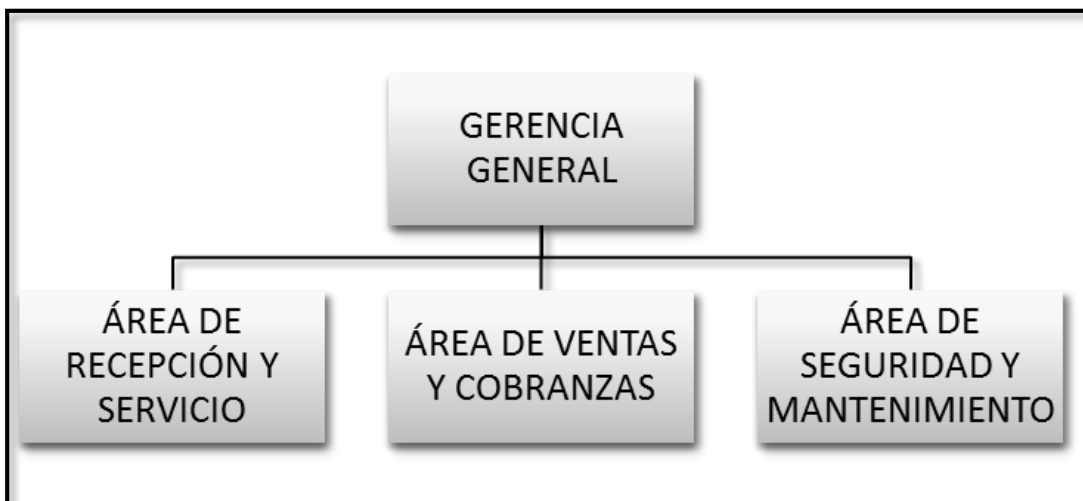 GERENCIA
GENERAL
ÁREA DE
RECEPCIÓN Y
SERVICIO
ÁREA DE VENTAS
Y COBRANZAS
ÁREA DE
SEGURIDAD Y
MANTENIMIENTO